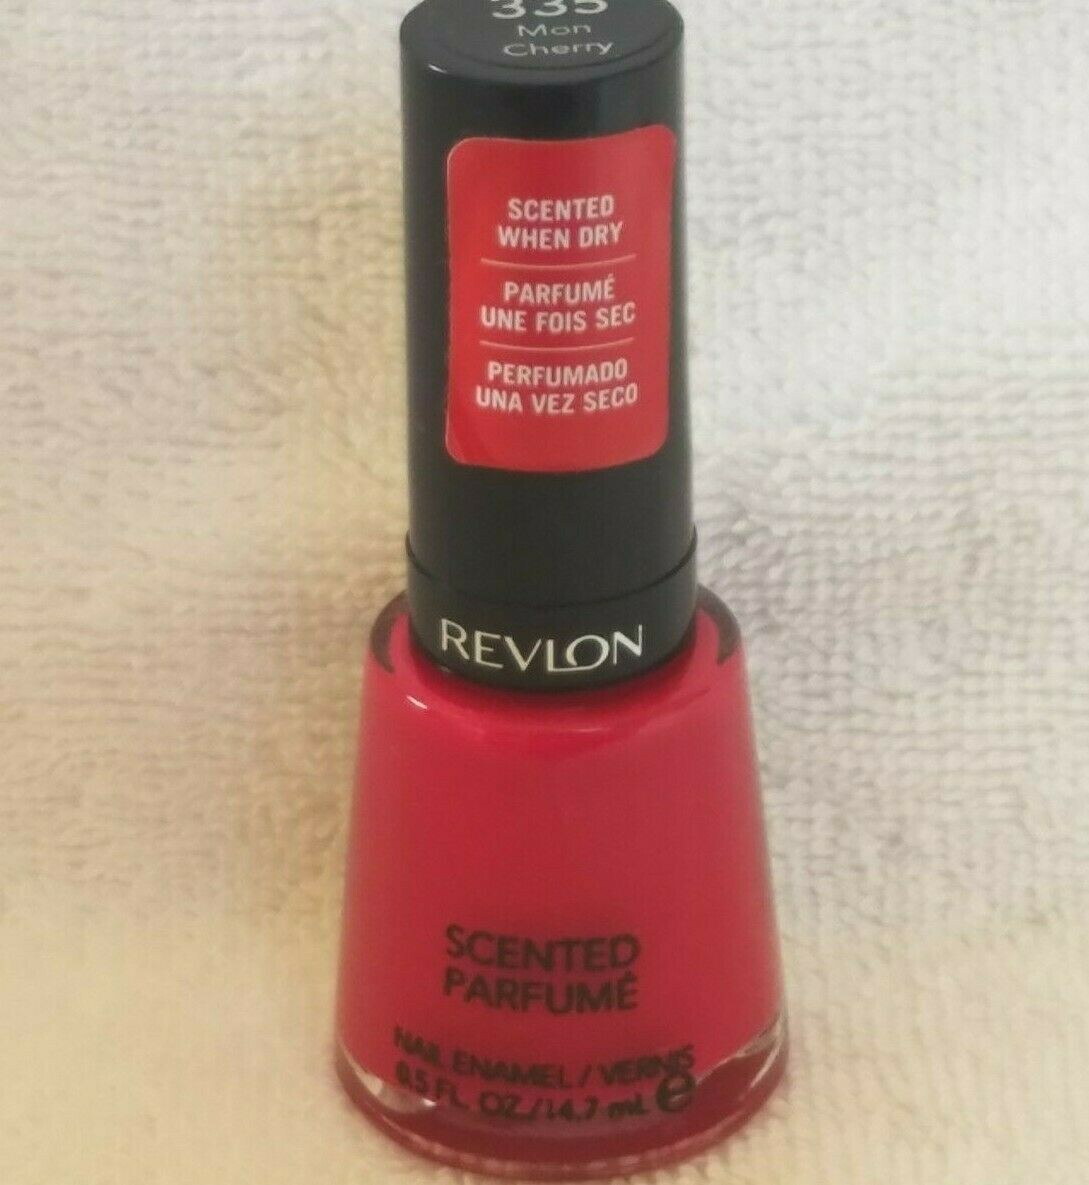 335
Mon
Cherry
SCENTED
WHEN DRY
PARFUMÉ
UNE FOIS SEC
PERFUMADO
UNA VEZ SECO
REVLON
SCENTED
PARFUMÉ
NAIL ENAMEL / VERNIS
0.5 FL. OZ./14.7 mL e